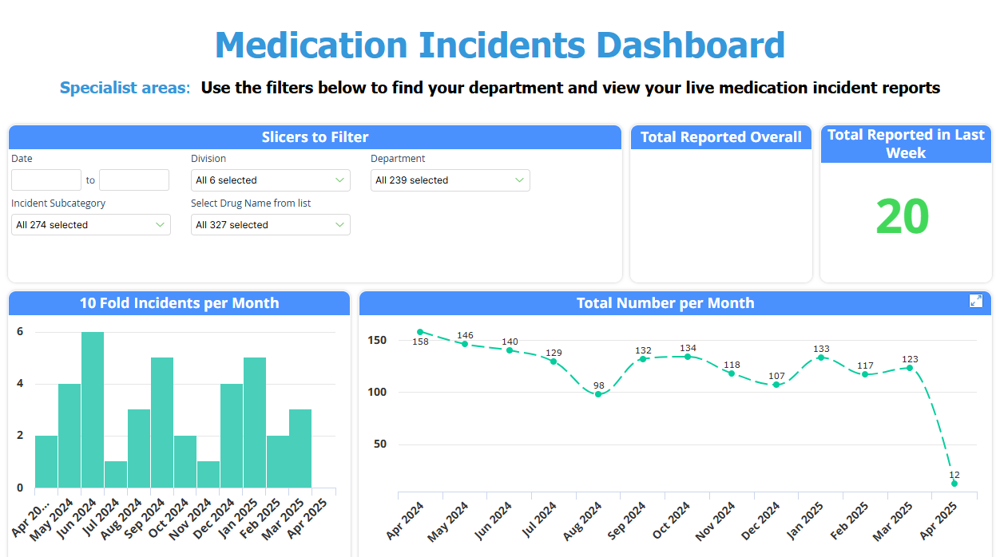 Medication Incidents Dashboard
Specialist areas: Use the filters below to find your department and view your live medication incident reports
Slicers to Filter
Date
to
Division
All 6 selected
Department
All 239 selected
Incident Subcategory
All 274 selected
Select Drug Name from list
All 327 selected
Total Reported Overall
Total Reported in Last
Week
20
10 Fold Incidents per Month
6
4
2
0
Apr 20...
May 2024
Jun 2024
Jul 2024
Aug 2024
Sep 2024
Oct 2024
Nov 2024
Dec 2024
Jan 2025
Feb 2025
Mar 2025
Apr 2025
Total Number per Month
150
100
50
158
146
140
129
98
132
134
118
107
133
117
123
12
Apr 2024
May 2024
Jun 2024
Jul 2024
Aug 2024
Sep 2024
Oct 2024
Nov 2024
Dec 2024
Jan 2025
Feb 2025
Mar 2025
Apr 2025